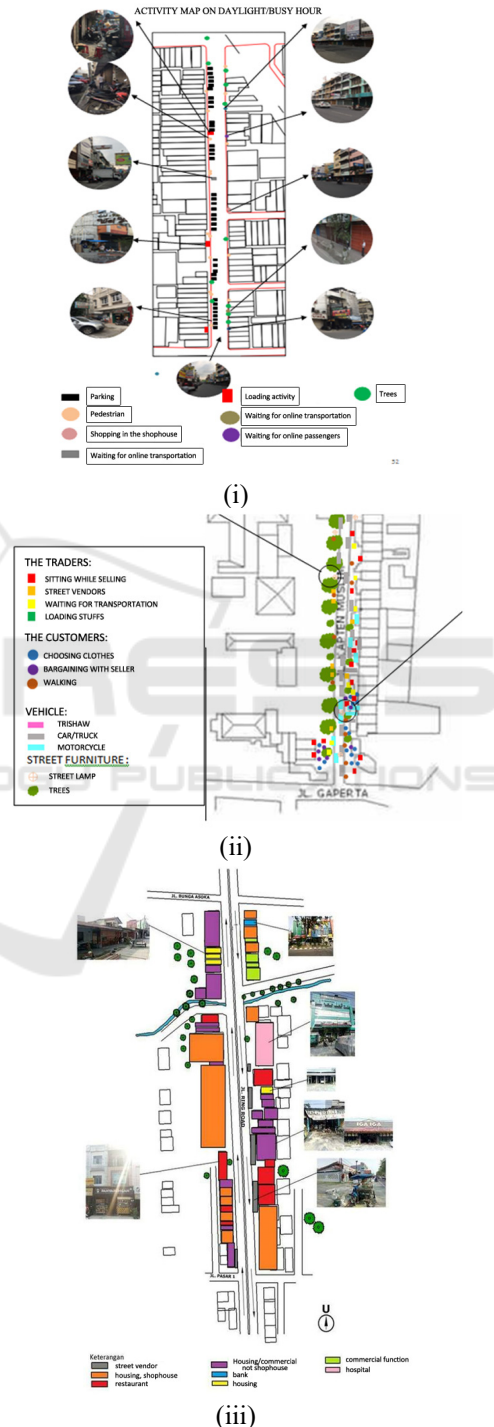 ACTIVITY MAP ON DAYLIGHT/BUSY HOUR
Parking
Loading activity
Trees
Pedestrian
Waiting for online transportation
Shopping in the shophouse
Waiting for online passengers
Waiting for online transportation
32
(i)
THE TRADERS:
SITTING WHILE SELLING
STREET VENDORS
WAITING FOR TRANSPORTATION
LOADING STUFFS
THE CUSTOMERS:
CHOOSING CLOTHES
BARGAINING WITH SELLER
WALKING
VEHICLE:
TRISHAW
CAR/TRUCK
MOTORCYCLE
STREET FURNITURE:
STREET LAMP
TREES
JL. GAPERTA
(ii)
JL. BUNGA ASOKA
JL. RING ROAD
JL. PASAR 1
U
Keterangan
street vendor
housing, shophouse
restaurant
Housing/commercial
not shophouse
bank
housing
commercial function
hospital
(iii)